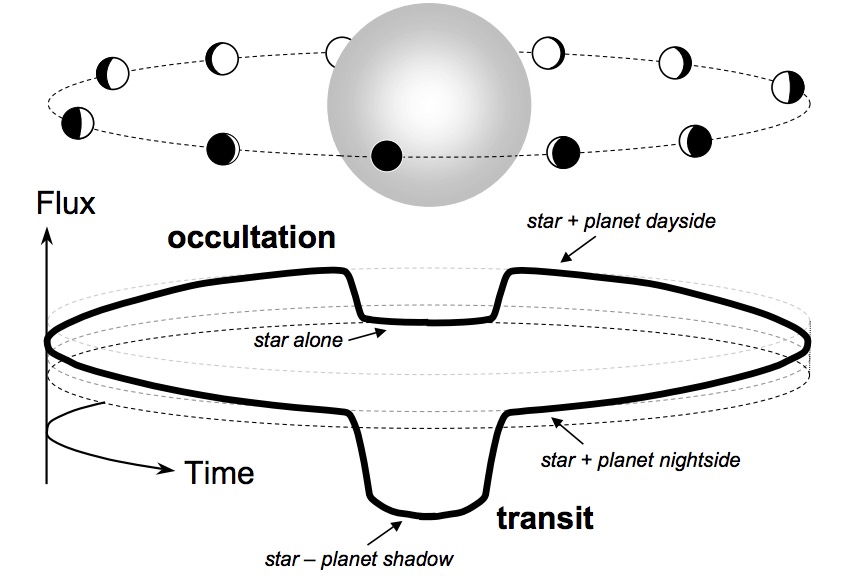 Flux
occultation
star + planet dayside
star alone
star + planet nightside
Time
transit
star – planet shadow